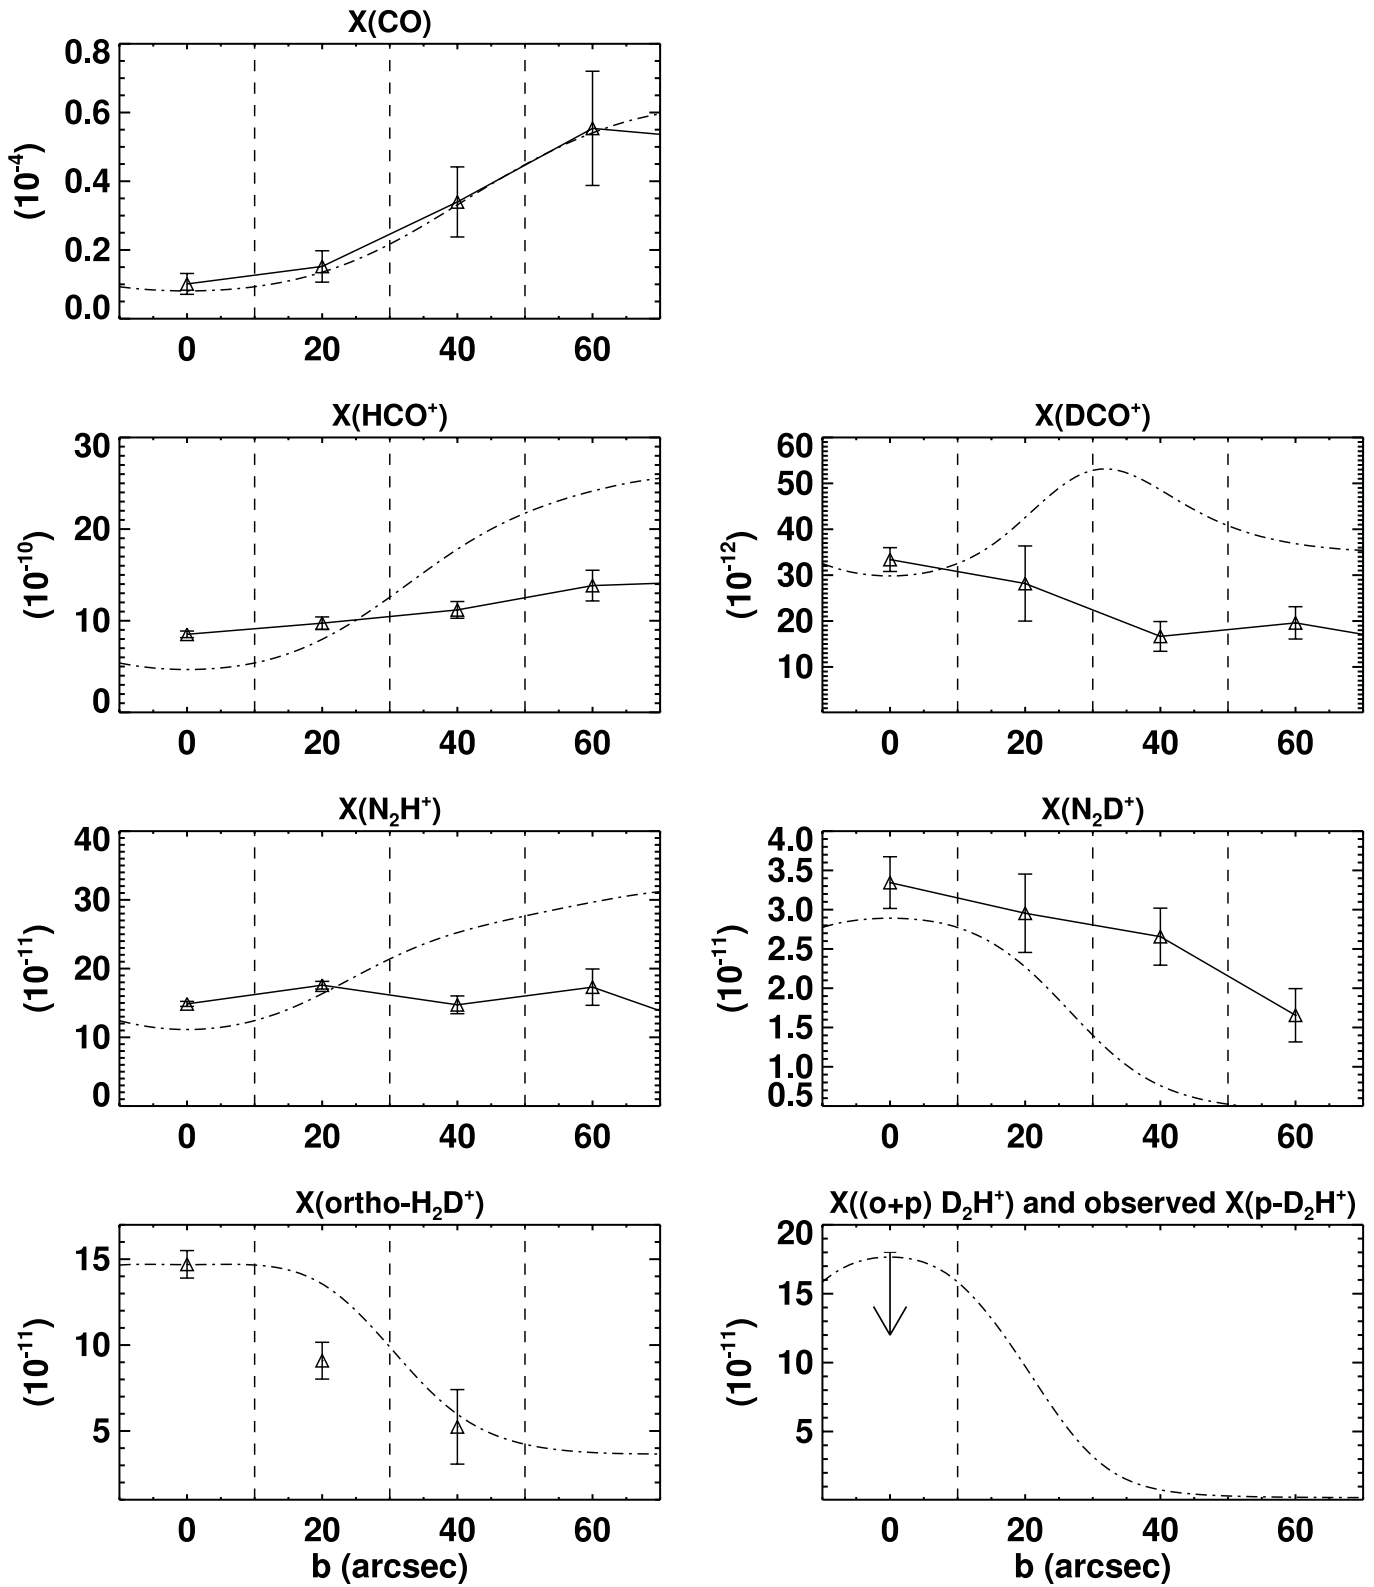 X(CO)
0.8
0.6
0.4
0.2
0.0
(10⁻⁴)
0 20 40 60
X(HCO⁺)
30
20
10
0
(10⁻¹⁰)
0 20 40 60
X(DCO⁺)
60
50
40
30
20
10
(10⁻¹²)
0 20 40 60
X(N₂H⁺)
40
30
20
10
0
(10⁻¹¹)
0 20 40 60
X(N₂D⁺)
4.0
3.5
3.0
2.5
2.0
1.5
1.0
0.5
(10⁻¹¹)
0 20 40 60
X(ortho-H₂D⁺)
15
10
5
(10⁻¹¹)
0 20 40 60
b (arcsec)
X((o+p) D₂H⁺) and observed X(p-D₂H⁺)
20
15
10
5
(10⁻¹¹)
0 20 40 60
b (arcsec)